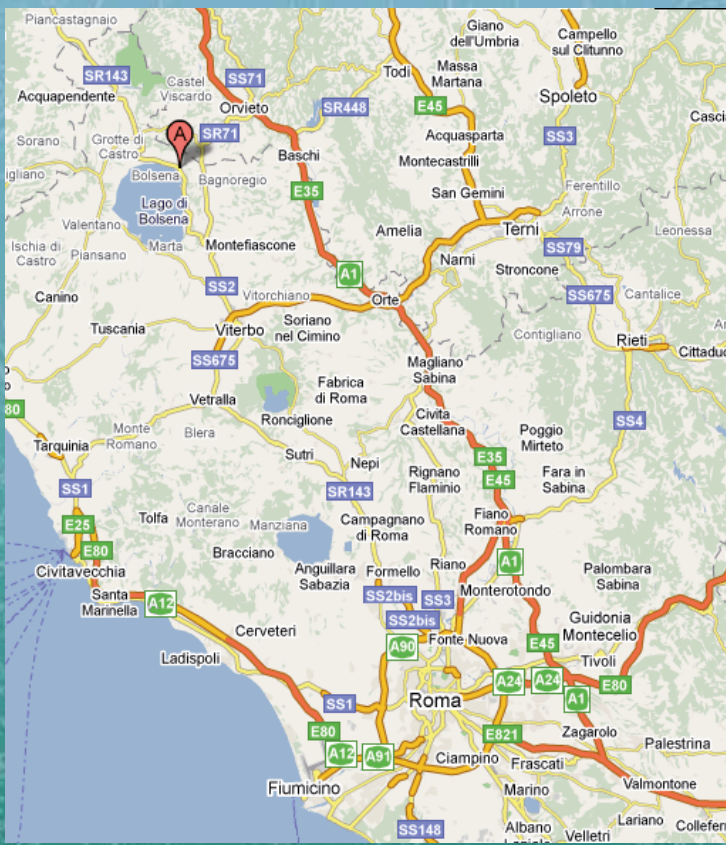 Piancastagnaio
Giano
dell'Umbria
Campello
sul Clitunno
SR143
Castel
Viscardo
SS71
Todi
Massa
Martana
Acquapendente
Orvieto
SR448
E45
Spoleto
Sorano
Grotte di
Castro
A
SR71
Baschi
Acquasparta
SS3
Casci
igliano
Bolsena
Bagnoregio
E35
Montecastrilli
San Gemini
Ferentillo
Lago di
Bolsena
Arrone
Valentano
Amelia
Terni
Leonessa
Ischia di
Castro
Piansano
Marta
Montefiascone
Narni
SS79
Stroncone
A1
Canino
SS2
Vitorchiano
Orte
SS675
Cantalice
Tuscania
Viterbo
Soriano
nel Cimino
Contigliano
Rieti
Cittaduc
SS675
Magliano
Sabina
Fabrica
di Roma
80
Vetralla
Ronciglione
Civita
Castellana
SS4
Monte
Romano
Blera
Poggio
Mirteto
Tarquinia
Sutri
Nepi
E35
E45
Fara in
Sabina
SS1
SR143
Rignano
Flaminio
Tolfa
Canale
Monterano
Manziana
Campagnano
di Roma
Fiano
Romano
E25
E80
Bracciano
Civitavecchia
Anguillara
Sabazia
Formello
Riano
A1
Palombara
Sabina
Santa
Marinella
A12
SS2bis
SS3
Monterotondo
SS2bis
Guidonia
Montecelio
Cerveteri
A90
Fonte Nuova
E45
Ladispoli
Tivoli
A24
A24
E80
SS1
Roma
A1
E80
E821
Zagarolo
A12
A91
Ciampino
Palestrina
Frascati
Fiumicino
Marino
Valmontone
SS148
Albano
Velletri
Lariano
Collefer